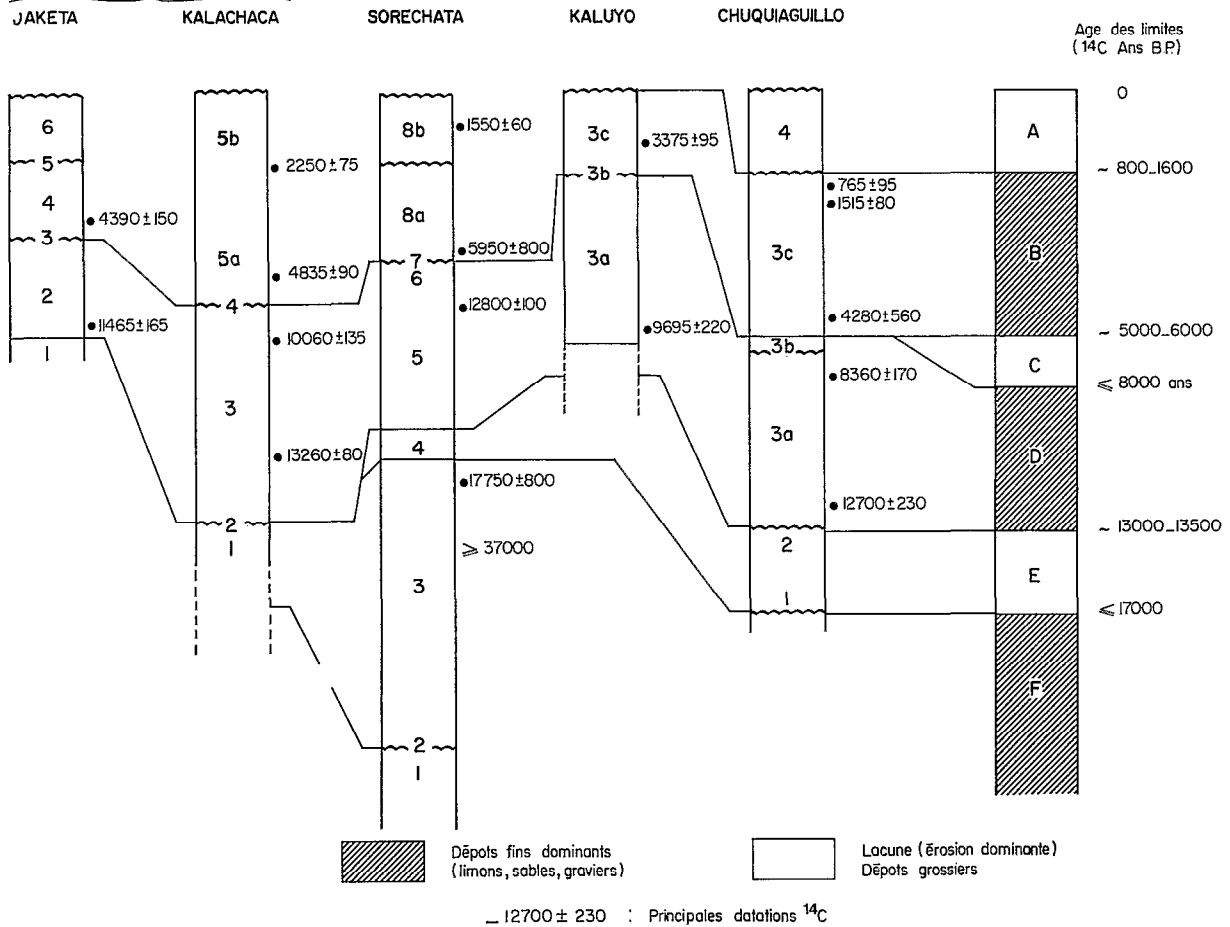 JAKETA KALACHACA SORECHATA KALUYO CHUQUIAGUILLO
Age des limites
(14C Ans B.P.)
6
5
4
4390±150
3
2
11465±165
1
5b
2250±75
5a
4835±90
4
10060±135
3
13260±80
2
1
8b
1550±60
8a
5950±800
7
6
12800±100
5
4
17750±800
⩾ 37000
3
2
1
3c
3375±95
3b
3a
9695±220
4
765±95
1515±80
3c
4280±560
3b
8360±170
3a
12700±230
2
1
A
B
C
D
E
F
0
~ 800_1600
~ 5000_6000
⩽ 8000 ans
~ 13000_13500
⩽ 17000
Dēpots fins dominants
(limons, sables, graviers)
Lacune (ērosion dominante)
Dēpots grossiers
_ 12700 ± 230 : Principales datations 14C